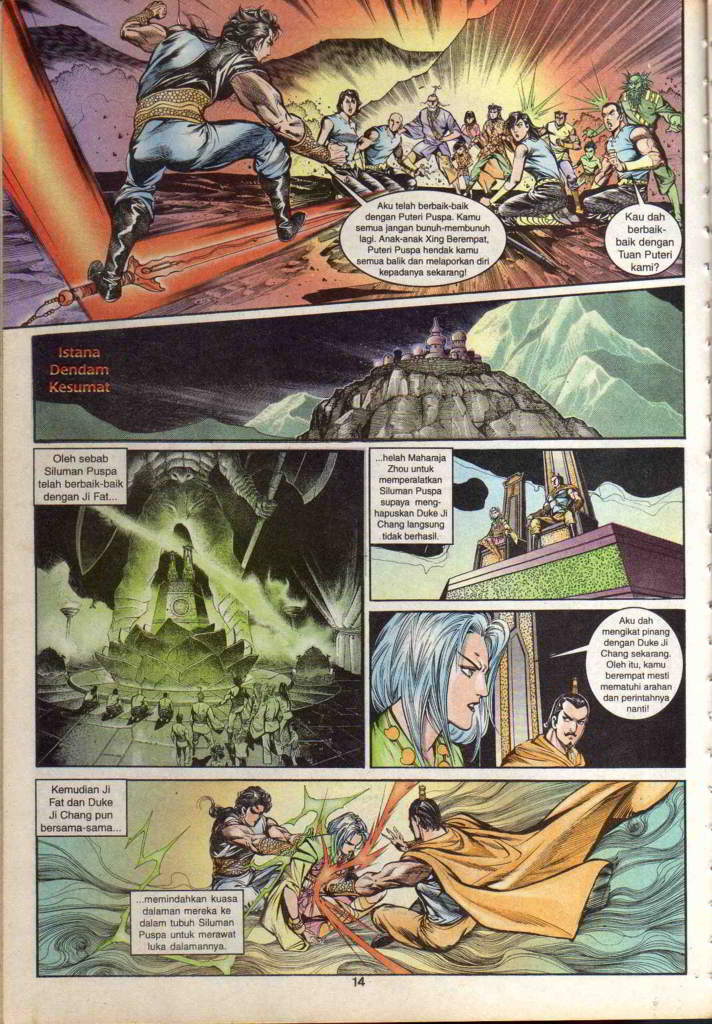 Aku telah berbaik-baik
dengan Puteri Puspa. Kamu
semua jangan bunuh-membunuh
lagi. Anak-anak Xing Berempat,
Puteri Puspa hendak kamu
semua balik dan melaporkan diri
kepadanya sekarang!
Kau dah
berbaik-
baik dengan
Tuan Puteri
kami?
Istana
Dendam
Kesumat
Oleh sebab
Siluman Puspa
telah berbaik-baik
dengan Ji Fat...
...helah Maharaja
Zhou untuk
memperalatkan
Siluman Puspa
supaya meng-
hapuskan Duke Ji
Chang langsung
tidak berhasil.
Aku dah
mengikat pinang
dengan Duke Ji
Chang sekarang.
Oleh itu, kamu
berempat mesti
mematuhi arahan
dan perintahnya
nanti!
Kemudian Ji
Fat dan Duke
Ji Chang pun
bersama-sama...
...memindahkan kuasa
dalaman mereka ke
dalam tubuh Siluman
Puspa untuk merawat
luka dalamannya.
14